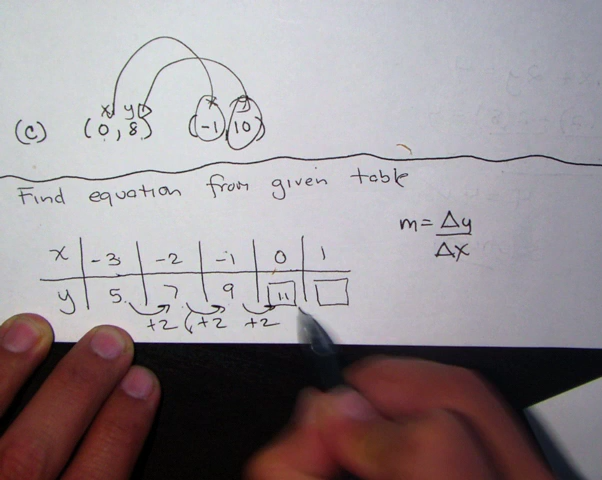 x y x y
(c) (0, 8) (-1, 10)
Find equation from given table
m = Δy/Δx
x -3 -2 -1 0 1
y 5 7 9 11
+2 +2 +2